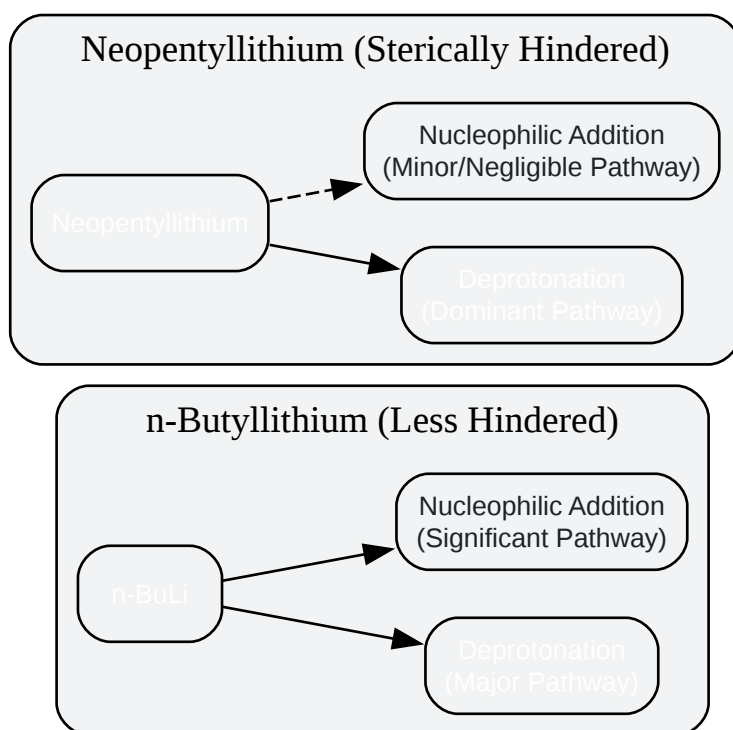 Neopentyllithium (Sterically Hindered)
Nucleophilic Addition
(Minor/Negligible Pathway)
Neopentyllithium
Deprotonation
(Dominant Pathway)
n-Butyllithium (Less Hindered)
Nucleophilic Addition
(Significant Pathway)
n-BuLi
Deprotonation
(Major Pathway)